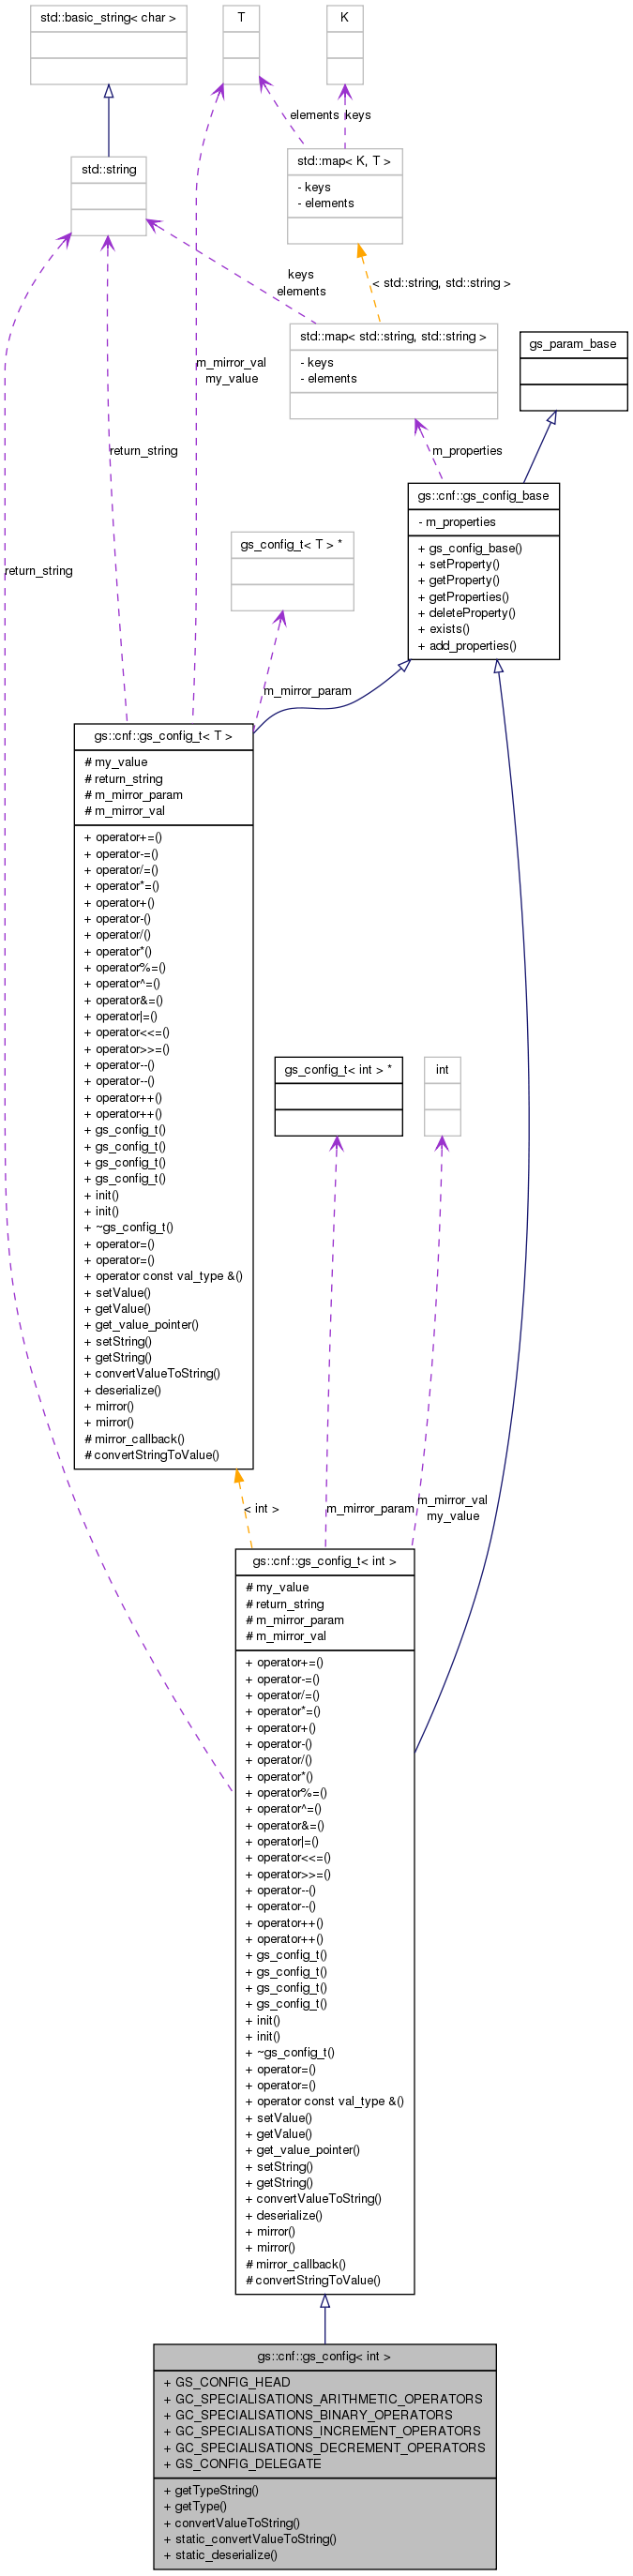 std::basic_string< char >
T
K
elements
keys
std::string
std::map< K, T >
- keys
- elements
keys
elements
< std::string, std::string >
std::map< std::string, std::string >
- keys
- elements
gs_param_base
m_mirror_val
my_value
return_string
m_properties
gs::cnf::gs_config_base
- m_properties
+ gs_config_base()
+ setProperty()
+ getProperty()
+ getProperties()
+ deleteProperty()
+ exists()
+ add_properties()
gs_config_t< T > *
return_string
m_mirror_param
gs::cnf::gs_config_t< T >
# my_value
# return_string
# m_mirror_param
# m_mirror_val
+ operator+=()
+ operator-=()
+ operator/=()
+ operator*=()
+ operator+()
+ operator-()
+ operator/()
+ operator*()
+ operator%=()
+ operator^=()
+ operator&=()
+ operator|=()
+ operator<<=()
+ operator>>=()
+ operator--()
+ operator--()
+ operator++()
+ operator++()
+ gs_config_t()
+ gs_config_t()
+ gs_config_t()
+ gs_config_t()
+ init()
+ init()
+ ~gs_config_t()
+ operator=()
+ operator=()
+ operator const val_type &()
+ setValue()
+ getValue()
+ get_value_pointer()
+ setString()
+ getString()
+ convertValueToString()
+ deserialize()
+ mirror()
+ mirror()
# mirror_callback()
# convertStringToValue()
gs_config_t< int > *
int
< int >
m_mirror_param
m_mirror_val
my_value
gs::cnf::gs_config_t< int >
# my_value
# return_string
# m_mirror_param
# m_mirror_val
+ operator+=()
+ operator-=()
+ operator/=()
+ operator*=()
+ operator+()
+ operator-()
+ operator/()
+ operator*()
+ operator%=()
+ operator^=()
+ operator&=()
+ operator|=()
+ operator<<=()
+ operator>>=()
+ operator--()
+ operator--()
+ operator++()
+ operator++()
+ gs_config_t()
+ gs_config_t()
+ gs_config_t()
+ gs_config_t()
+ init()
+ init()
+ ~gs_config_t()
+ operator=()
+ operator=()
+ operator const val_type &()
+ setValue()
+ getValue()
+ get_value_pointer()
+ setString()
+ getString()
+ convertValueToString()
+ deserialize()
+ mirror()
+ mirror()
# mirror_callback()
# convertStringToValue()
gs::cnf::gs_config< int >
+ GS_CONFIG_HEAD
+ GC_SPECIALISATIONS_ARITHMETIC_OPERATORS
+ GC_SPECIALISATIONS_BINARY_OPERATORS
+ GC_SPECIALISATIONS_INCREMENT_OPERATORS
+ GC_SPECIALISATIONS_DECREMENT_OPERATORS
+ GS_CONFIG_DELEGATE
+ getTypeString()
+ getType()
+ convertValueToString()
+ static_convertValueToString()
+ static_deserialize()